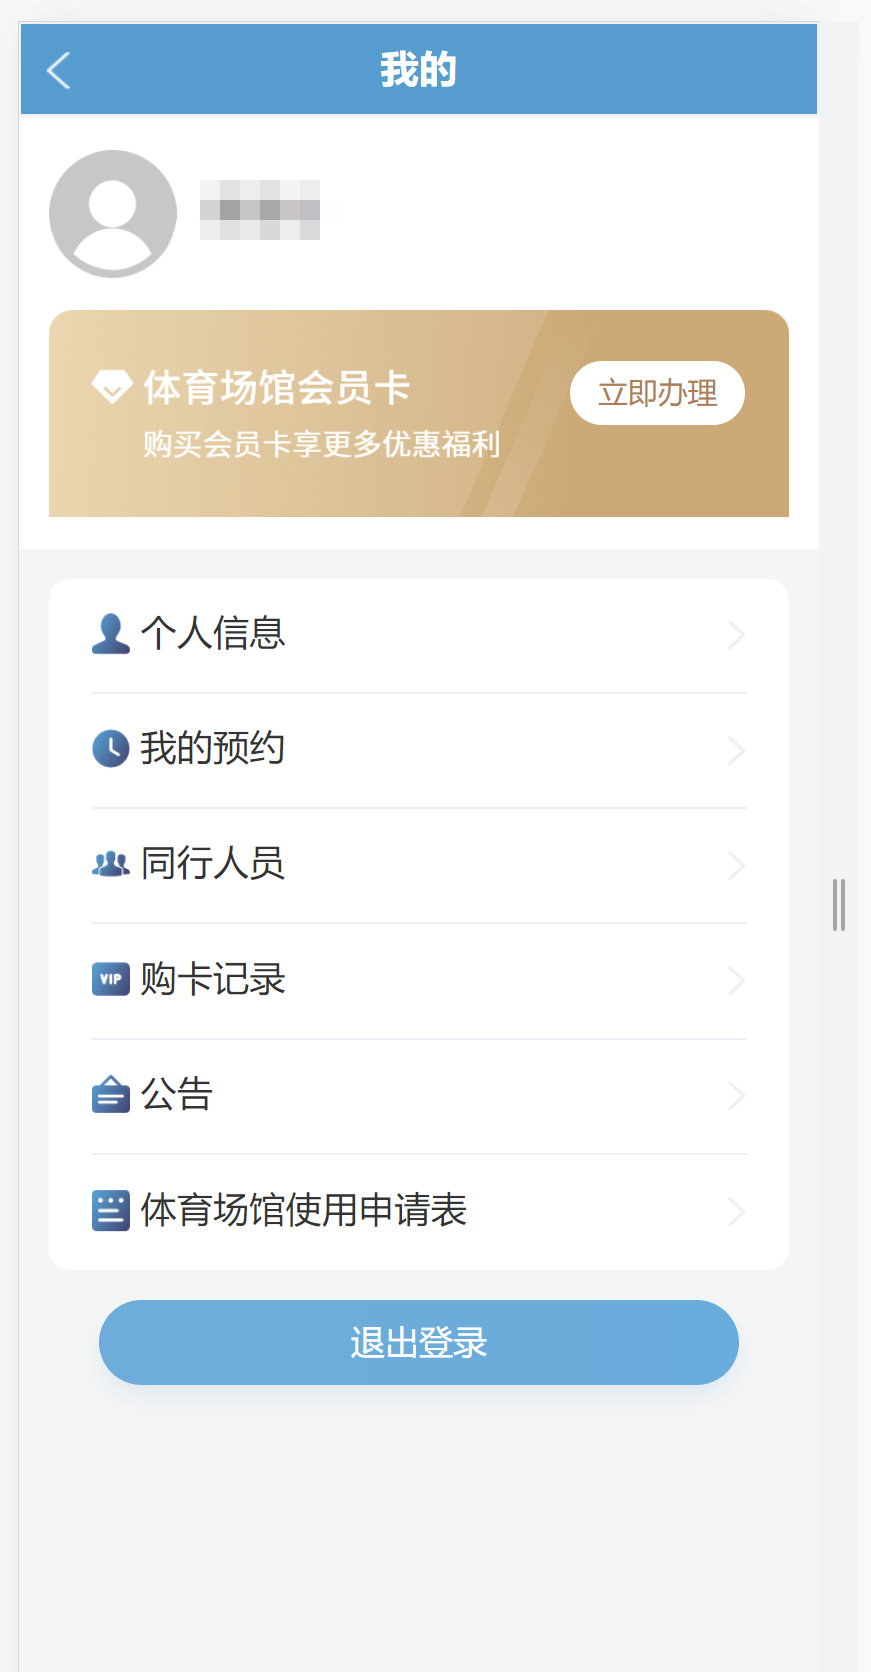 我的
体育场馆会员卡
立即办理
购买会员卡享更多优惠福利
个人信息
我的预约
同行人员
VIP 购卡记录
公告
体育场馆使用申请表
退出登录